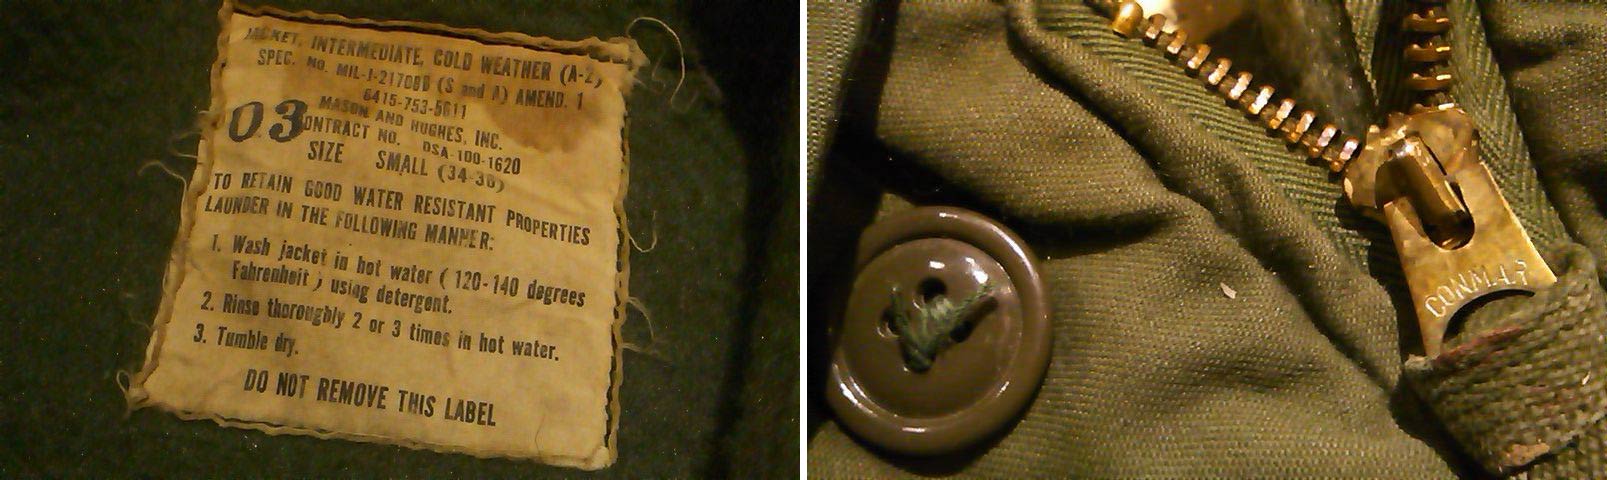 JACKET, INTERMEDIATE, COLD WEATHER (A-2)
SPEC. NO. MIL-J-21708B (S and A) AMEND. 1
8415-753-5611
MASON AND HUGHES, INC.
03
CONTRACT NO. DSA-100-1620
SIZE SMALL (34-36)
TO RETAIN GOOD WATER RESISTANT PROPERTIES
LAUNDER IN THE FOLLOWING MANNER:
1. Wash jacket in hot water ( 120-140 degrees
Fahrenheit ) using detergent.
2. Rinse thoroughly 2 or 3 times in hot water.
3. Tumble dry.
DO NOT REMOVE THIS LABEL
CONMAT